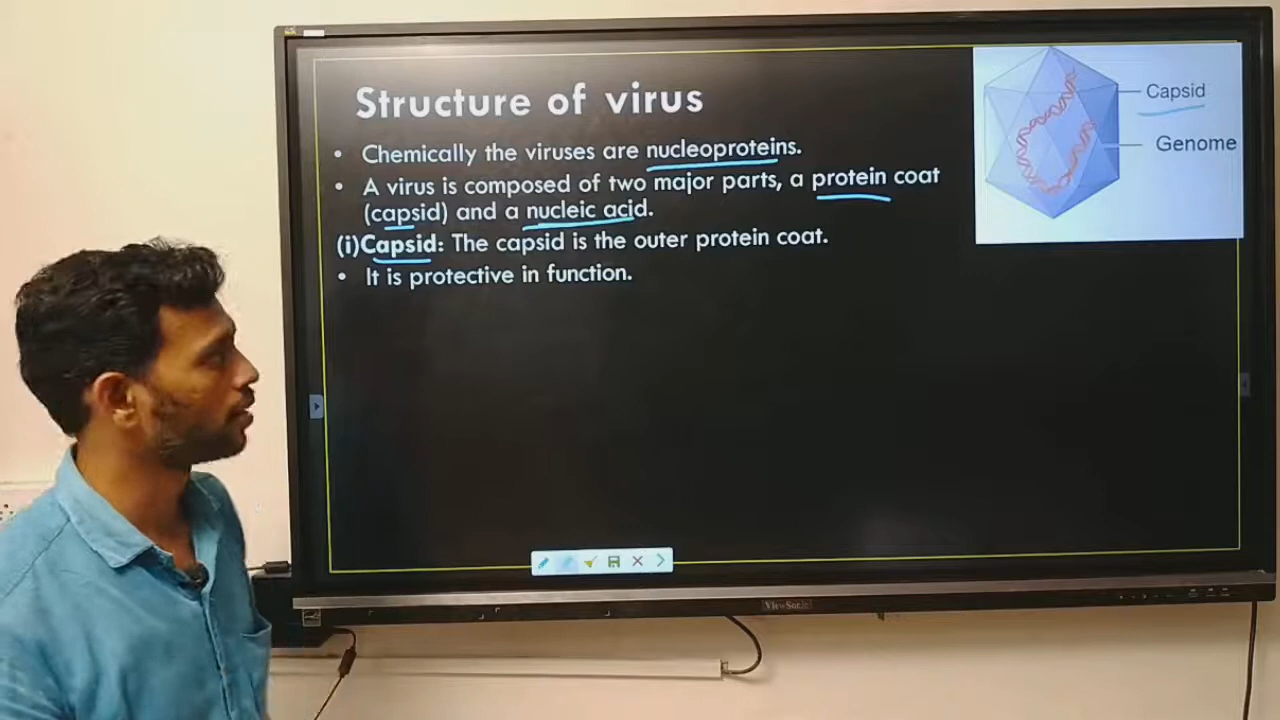 Structure of virus
• Chemically the viruses are nucleoproteins.
• A virus is composed of two major parts, a protein coat
(capsid) and a nucleic acid.
(i)Capsid: The capsid is the outer protein coat.
• It is protective in function.
Capsid
Genome
ViewSonic